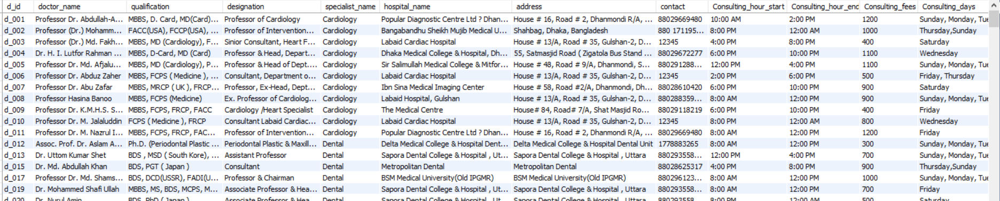 d_id doctor_name qualification designation specialist_name hospital_name address contact Consulting_hour_start Consulting_hour_end Consulting_fees Consulting_days
d_001 Professor Dr. Abdullah-A... MBBS, D. Card, MD(Card)... Professor of Cardiology Cardiology Popular Diagnostic Centre Ltd ? Dhan... House # 16, Road # 2, Dhanmondi R/A, ... 88029669480 10:00 AM 2:00 PM 1200 Sunday, Monday, Tue
d_002 Professor (Dr.) Mohamm... FACC(USA), FCCP(USA), ... Professor of Intervention... Cardiology Bangabandhu Sheikh Mujib Medical U... Shahbag, Dhaka, Bangladesh 880 171195... 8:00 PM 12:00 AM 1000 Thursday,Sunday
d_003 Professor (Dr.) Md. Fakh... MBBS, MD (Cardiology), F... Sinior Consultant, Heart F... Cardiology Labaid Cardiac Hospital House # 13/A, Road # 35, Gulshan-2, D... 12345 4:00 PM 8:00 PM 400 Saturday
d_004 Dr. H. I. Lutfor Rahman ... MBBS, D-Card, MD (Card) Professor & Head, Depart... Cardiology Dhaka Medical College & Hospital, Dh... 55, Satmasjid Road ( Zigatola Bus Stand ... 88029672277 6:00 PM 10:00 PM 1100 Wednesday
d_005 Professor Dr. Md. Afjalu... MBBS, MD (Cardiology), P... Professor & Head of Dept.... Cardiology Sir Salimullah Medical College & Mitfor... House # 48, Road # 9/A, Dhanmondi, S... 880291288... 12:00 PM 4:00 PM 1100 Sunday, Monday, Tue
d_006 Professor Dr. Abduz Zaher MBBS, FCPS ( Medicine ), ... Consultant, Department o... Cardiology Labaid Cardiac Hospital House # 13/A, Road # 35, Gulshan-2, D... 12345 2:00 PM 6:00 PM 500 Friday, Thursday
d_007 Professor Dr. Abu Zafar MBBS, MRCP ( UK ), FRCP... Professor, Ex-Head, Dept... Cardiology Ibn Sina Medical Imaging Center House # 58, Road #2/A, Dhanmondi, Dh... 88028610420 6:00 PM 10:00 PM 900 Saturday
d_008 Professor Hasina Banoo MBBS, FCPS (Medicine) Ex. Professor of Cardiolog... Cardiology Labaid Hospital, Gulshan House # 13/A, Road # 35, Gulshan-2, D... 880288359... 8:00 AM 12:00 PM 900 Sunday, Monday, Tue
d_009 Professor Dr. K.M.H.S. S... MBBS, FCPS, FRCP, FACC Cardiology /Heart Specialist Cardiology The Medical Centre House# 84, Road# 7/A, Shat Masjid Ro... 88029118219 6:00 PM 10:00 PM 400 Friday
d_010 Professor Dr. M. Jalaluddin FCPS ( Medicine ), FRCP Consultant Labaid Cardiac... Cardiology Labaid Cardiac Hospital House # 13/A, Road # 35, Gulshan-2, D... 12345 8:00 PM 12:00 AM 800 Wednesday
d_011 Professor Dr. M. Nazrul I... MBBS, FCPS, FRCP, FAC... Professor of Intervention... Cardiology Popular Diagnostic Centre Ltd ? Dhan... House # 16, Road # 2, Dhanmondi R/A, ... 88029669480 8:00 AM 12:00 PM 1200 Friday
d_012 Assoc. Prof. Dr. Aslam A... Ph.D. (Periodontal Plastic ... Periodontal Plastic & Maxill... Dental Delta Medical College & Hospital Dent... Delta Medical College & Hospital Dental Unit 1778883265 8:00 AM 12:00 PM 300 Sunday, Monday, Tue
d_013 Dr. Uttom Kumar Shet BDS , MSD ( South Kore), ... Assistant Professor Dental Sapora Dental College & Hospital , Ut... Sapora Dental College & Hospital , Uttara 880293558... 12:00 PM 4:00 PM 700 Sunday, Monday, Tue
d_015 Dr. Md. Abdullah Khan BDS, PGT ( Japan ) Consultant Dental Metropolitan Dental Metropolitan Dental 88028625317 4:00 PM 8:00 PM 900 Thursday,Sunday
d_017 Professor Dr. Md. Shams... BDS, DCD(USSR), FADI(U... Professor & Chairman Dental BSM Medical University(Old IPGMR) BSM Medical University(Old IPGMR) 880296123... 8:00 AM 12:00 PM 1000 Sunday, Monday, Tue
d_019 Dr. Mohammed Shafi Ullah MBBS, MS, BDS, MCPS, M... Associate Professor & Hea... Dental Sapora Dental College & Hospital , Ut... Sapora Dental College & Hospital , Uttara 880293558... 8:00 AM 12:00 PM 700 Friday
d_020 Dr. Nurul Amin BDS, PhD ( Japan ) Associate Professor & Hea... Dental Sapora Dental College & Hospital , Ut... Sapora Dental College & Hospital , Uttara 880293558... 8:00 PM 12:00 AM 500 Saturday